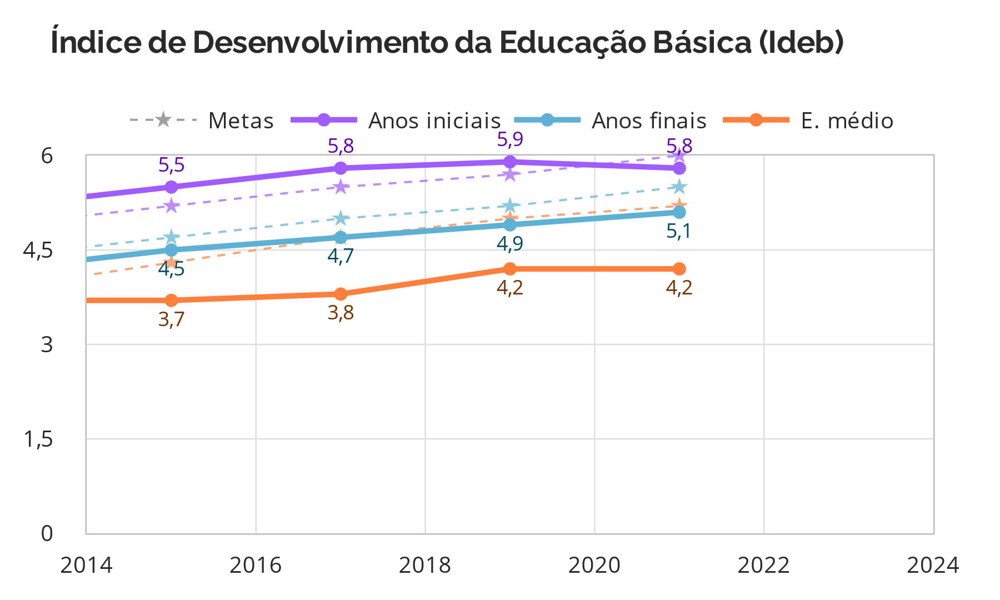 Índice de Desenvolvimento da Educação Básica (Ideb)
Metas Anos iniciais Anos finais E. médio
5,5 5,8 5,9 5,8
4,5 4,7 4,9 5,1
3,7 3,8 4,2 4,2
6
4,5
3
1,5
0
2014 2016 2018 2020 2022 2024